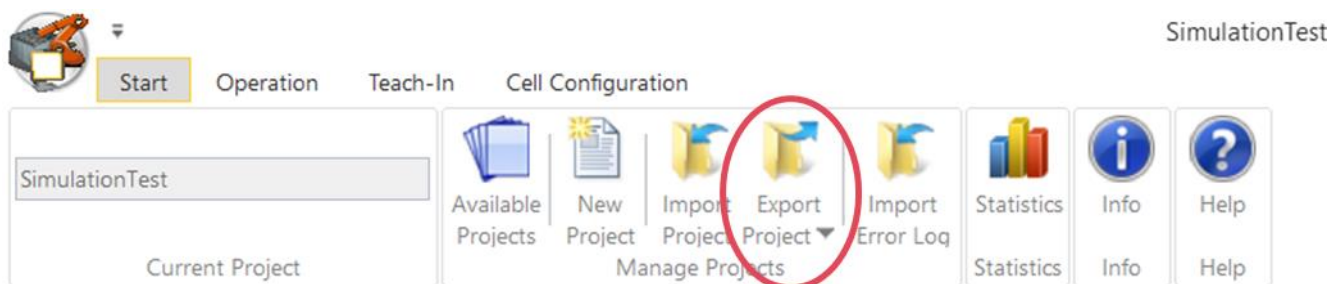 SimulationTest
Start Operation Teach-In Cell Configuration
SimulationTest
Available Projects
New Project
Import Project
Export Project
Import Error Log
Statistics
Info
Help
Current Project
Manage Projects
Statistics
Info
Help